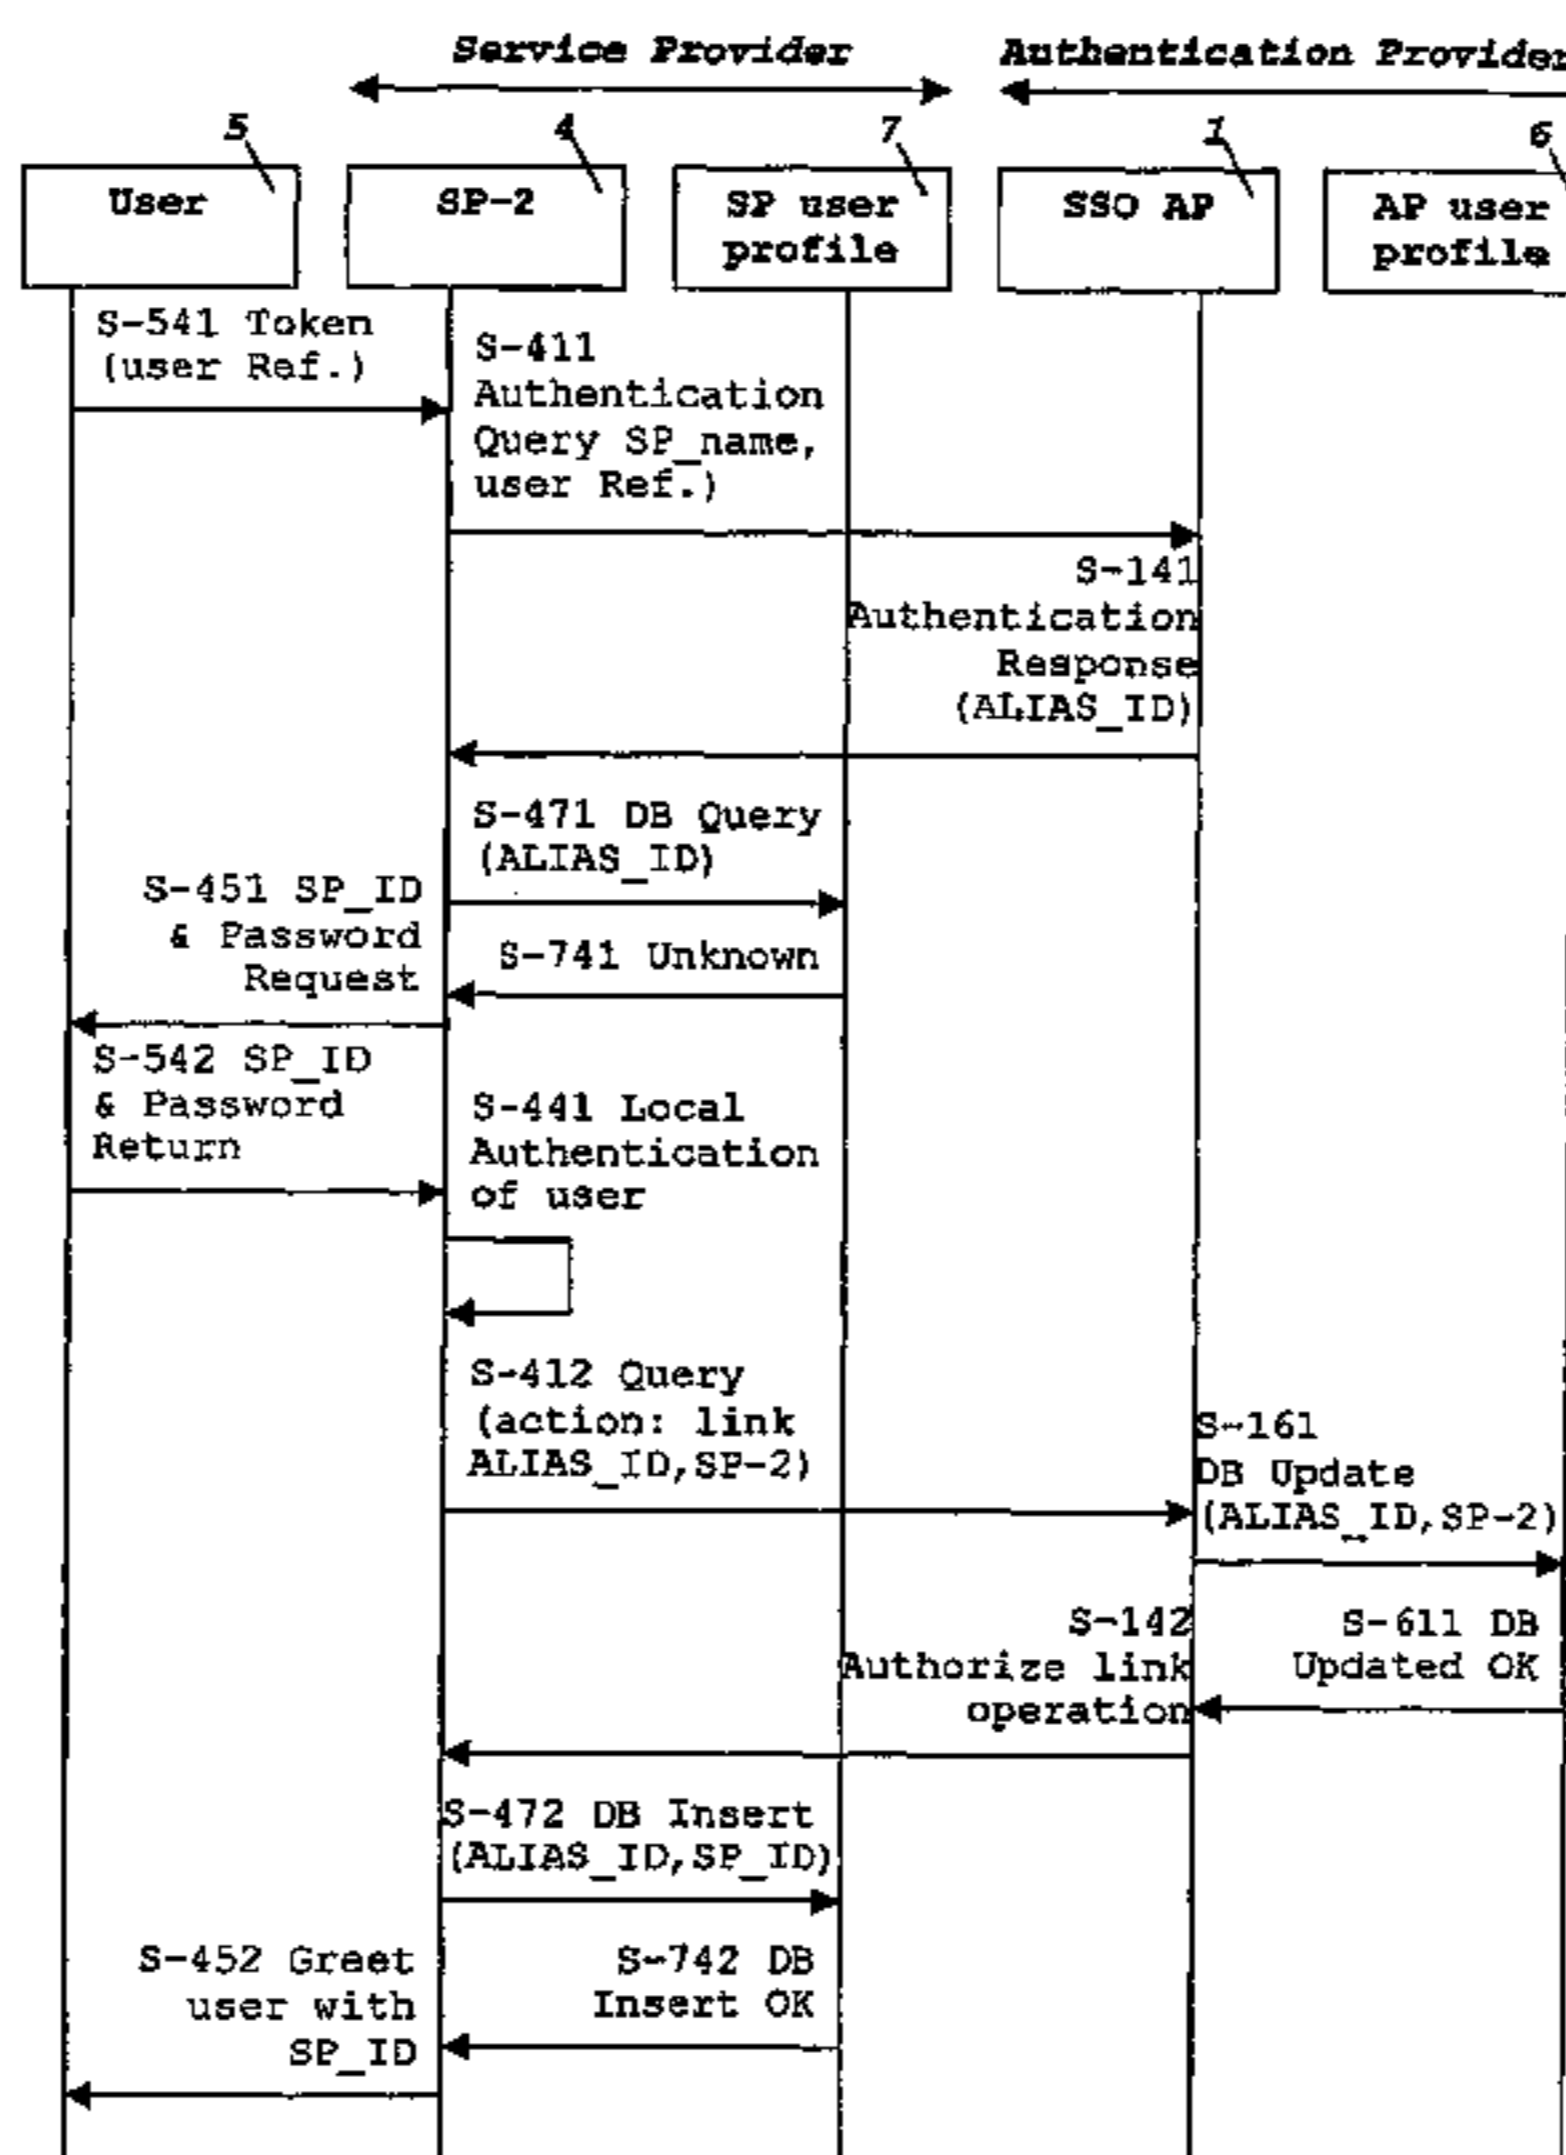 Service Provider
Authentication Provider
5
4
7
1
6
User
SP-2
SP user
profile
SSO AP
AP user
profile
S-541 Token
(user Ref.)
S-411
Authentication
Query SP_name,
user Ref.)
S-141
Authentication
Response
(ALIAS_ID)
S-471 DB Query
(ALIAS_ID)
S-451 SP_ID
& Password
Request
S-741 Unknown
S-542 SP_ID
& Password
Return
S-441 Local
Authentication
of user
S-412 Query
(action: link
ALIAS_ID,SP-2)
S-161
DB Update
(ALIAS_ID,SP-2)
S-142
Authorize link
operation
S-611 DB
Updated OK
S-472 DB Insert
(ALIAS_ID,SP_ID)
S-452 Greet
user with
SP_ID
S-742 DB
Insert OK